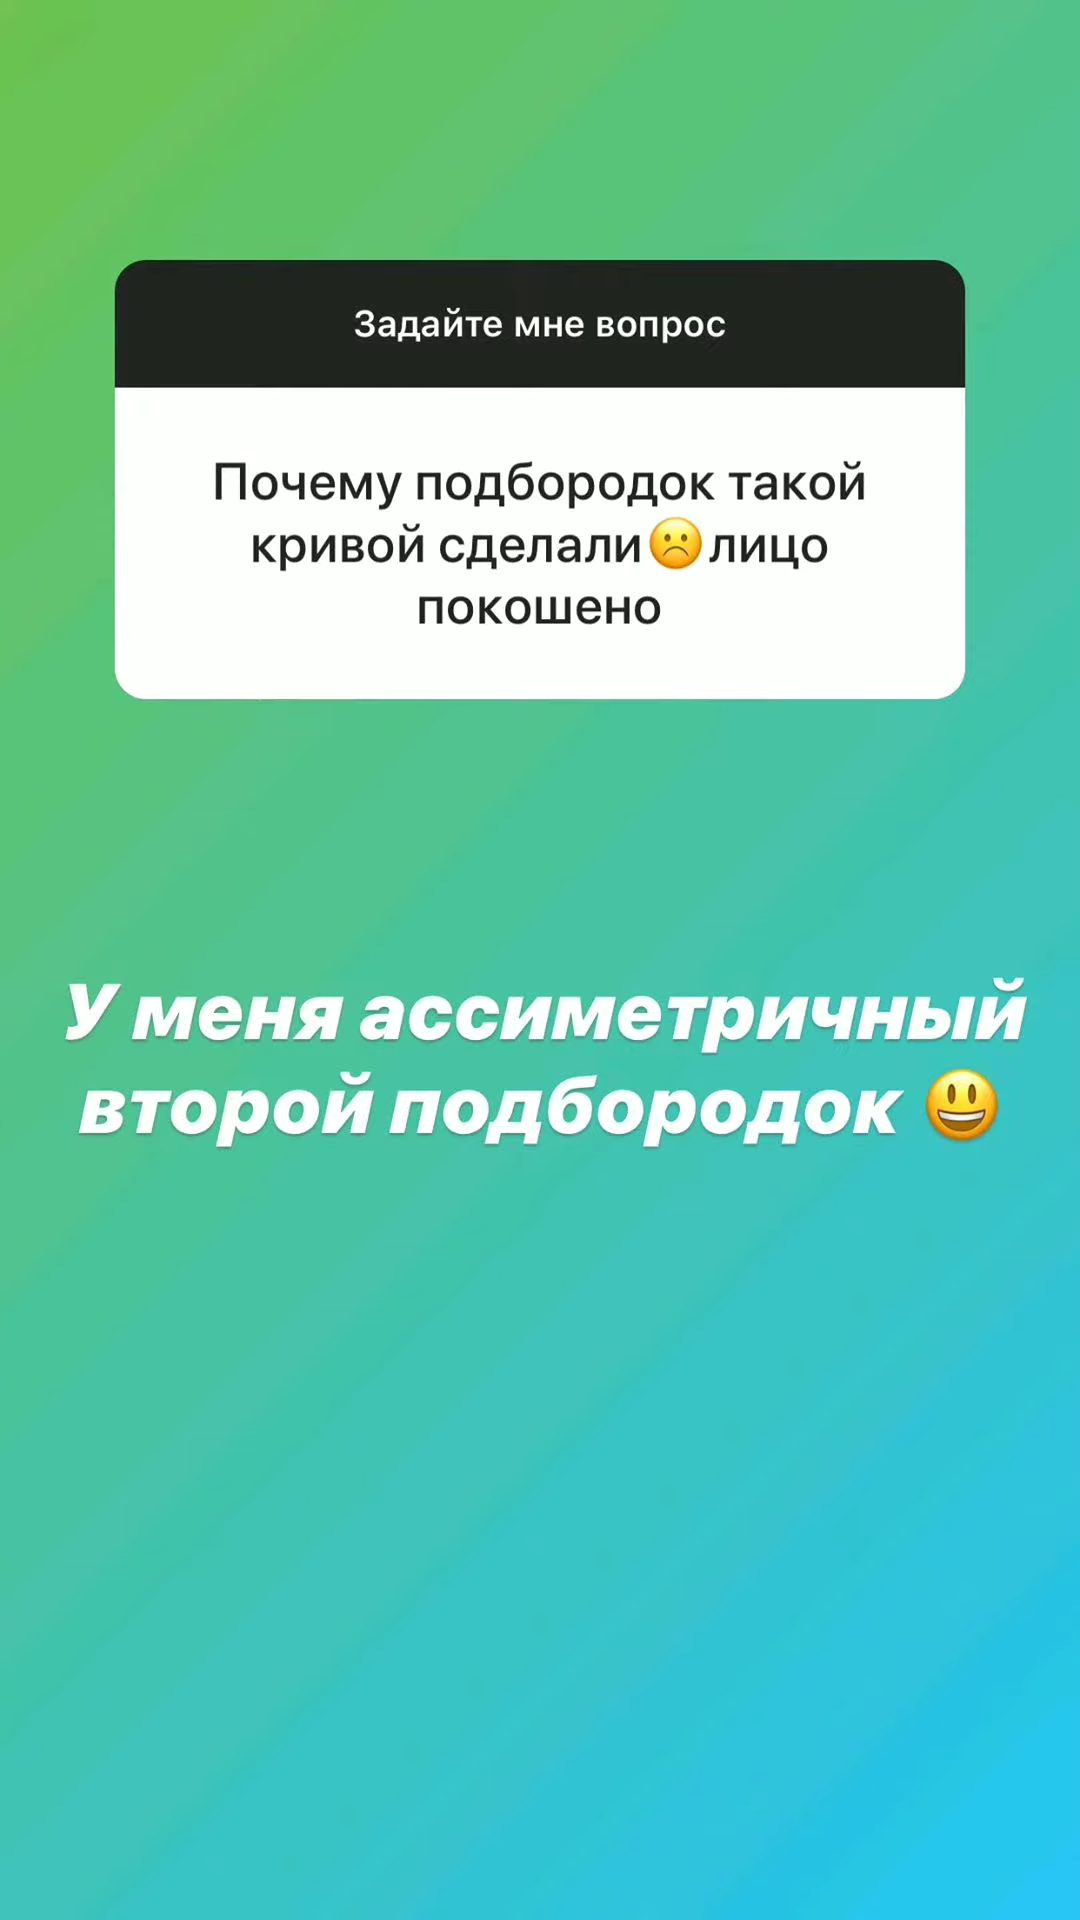 Задайте мне вопрос
Почему подбородок такой
кривой сделали☹️лицо
покошено
У меня ассиметричный
второй подбородок 😃